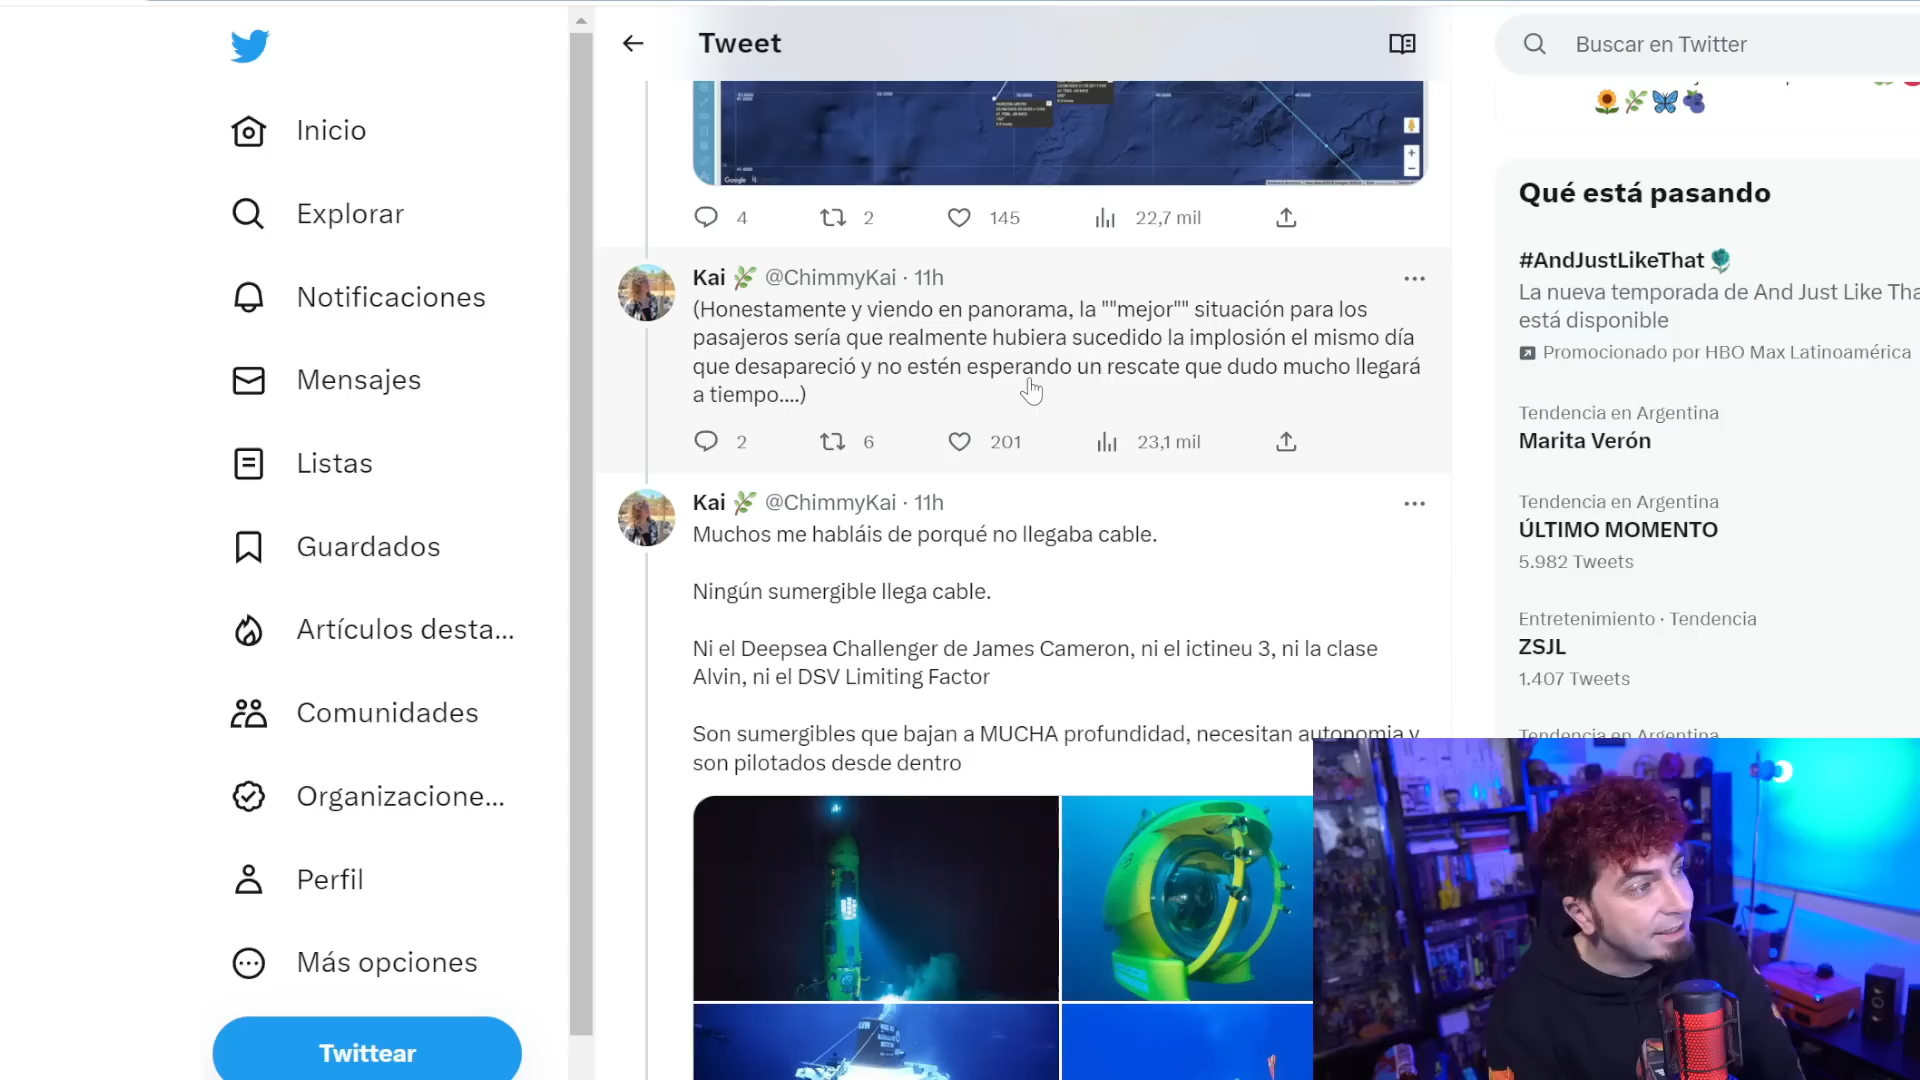 Inicio
Explorar
Notificaciones
Mensajes
Listas
Guardados
Artículos desta...
Comunidades
Organizacione...
Perfil
Más opciones
Twittear
Tweet
Google
4
2
145
22,7 mil
Kai @ChimmyKai · 11h
(Honestamente y viendo en panorama, la ""mejor"" situación para los
pasajeros sería que realmente hubiera sucedido la implosión el mismo día
que desapareció y no estén esperando un rescate que dudo mucho llegará
a tiempo....)
2
6
201
23,1 mil
Kai @ChimmyKai · 11h
Muchos me habláis de porqué no llegaba cable.
Ningún sumergible llega cable.
Ni el Deepsea Challenger de James Cameron, ni el ictineu 3, ni la clase
Alvin, ni el DSV Limiting Factor
Son sumergibles que bajan a MUCHA profundidad, necesitan autonomia y
son pilotados desde dentro
Buscar en Twitter
Qué está pasando
#AndJustLikeThat
La nueva temporada de And Just Like Tha
está disponible
Promocionado por HBO Max Latinoamérica
Tendencia en Argentina
Marita Verón
Tendencia en Argentina
ÚLTIMO MOMENTO
5.982 Tweets
Entretenimiento · Tendencia
ZSJL
1.407 Tweets
Tendencia en Argentina